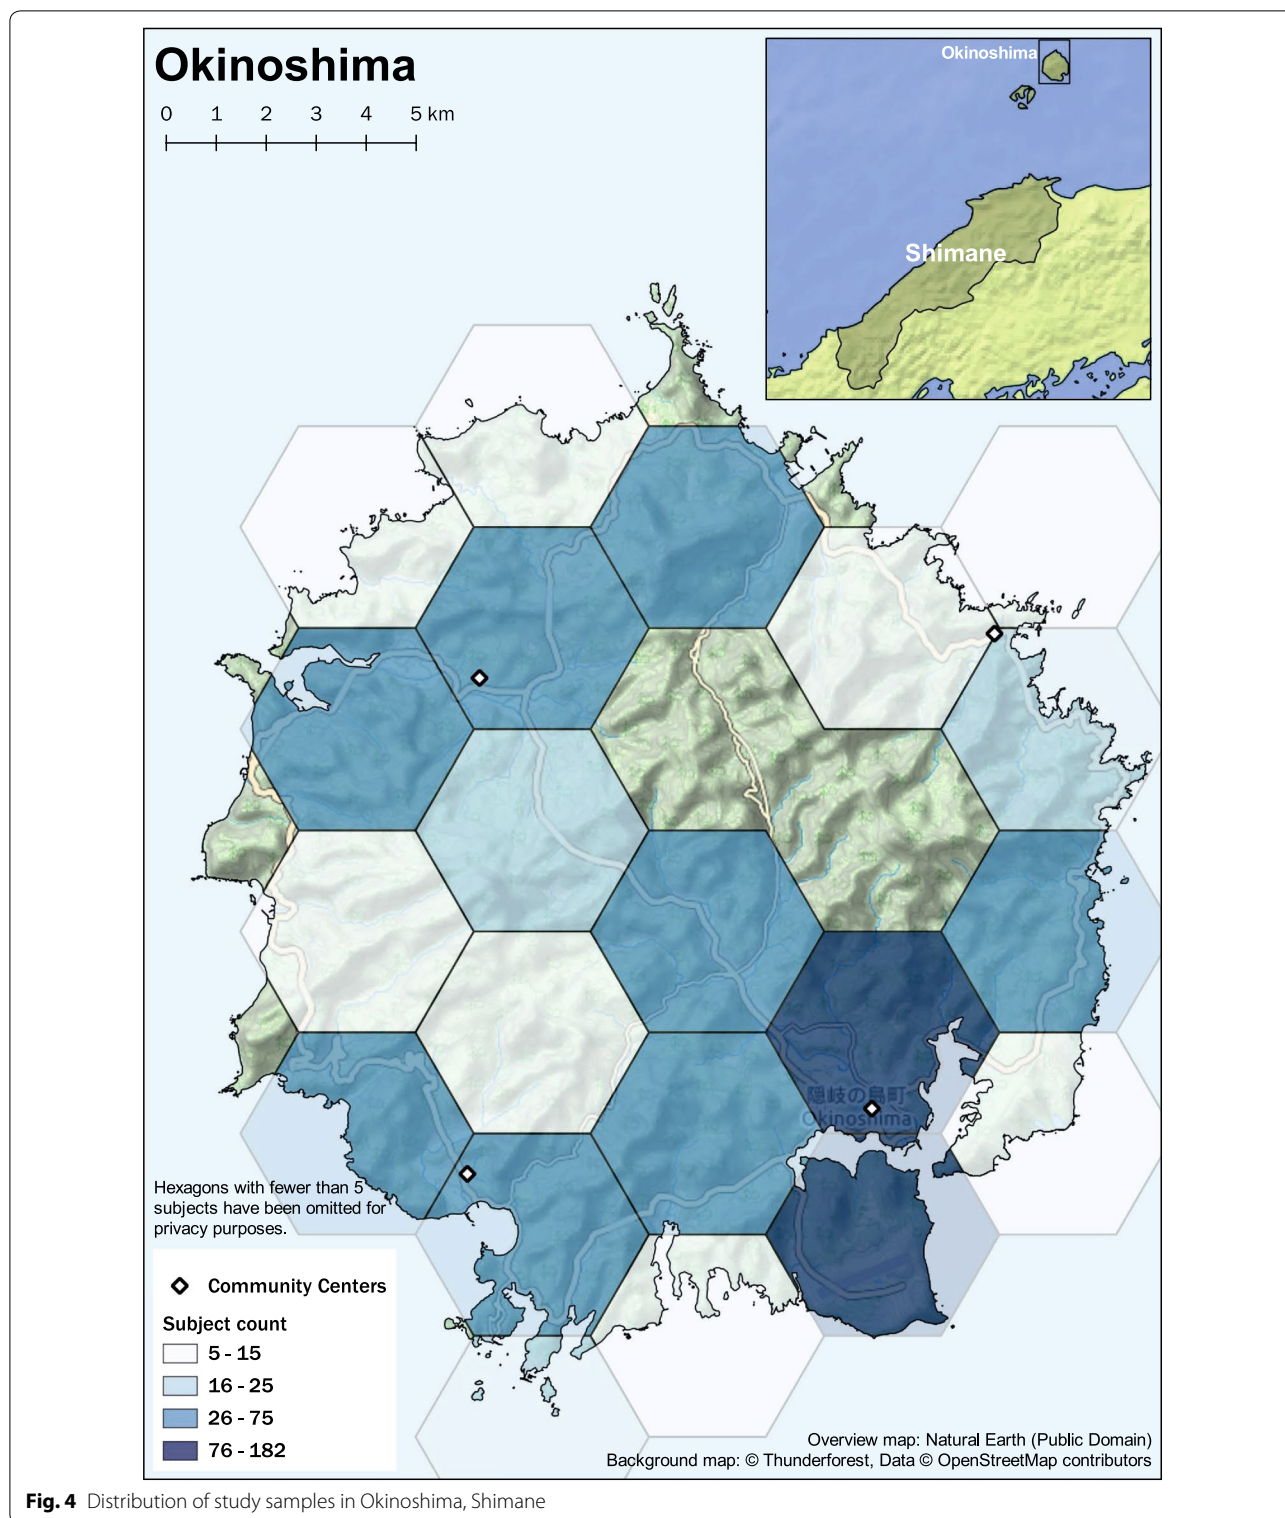 Okinoshima
0 1 2 3 4 5 km
Okinoshima
Shimane
隠岐の島町
Okinoshima
Hexagons with fewer than 5
subjects have been omitted for
privacy purposes.
Community Centers
Subject count
5 - 15
16 - 25
26 - 75
76 - 182
Overview map: Natural Earth (Public Domain)
Background map: © Thunderforest, Data © OpenStreetMap contributors
Fig. 4 Distribution of study samples in Okinoshima, Shimane